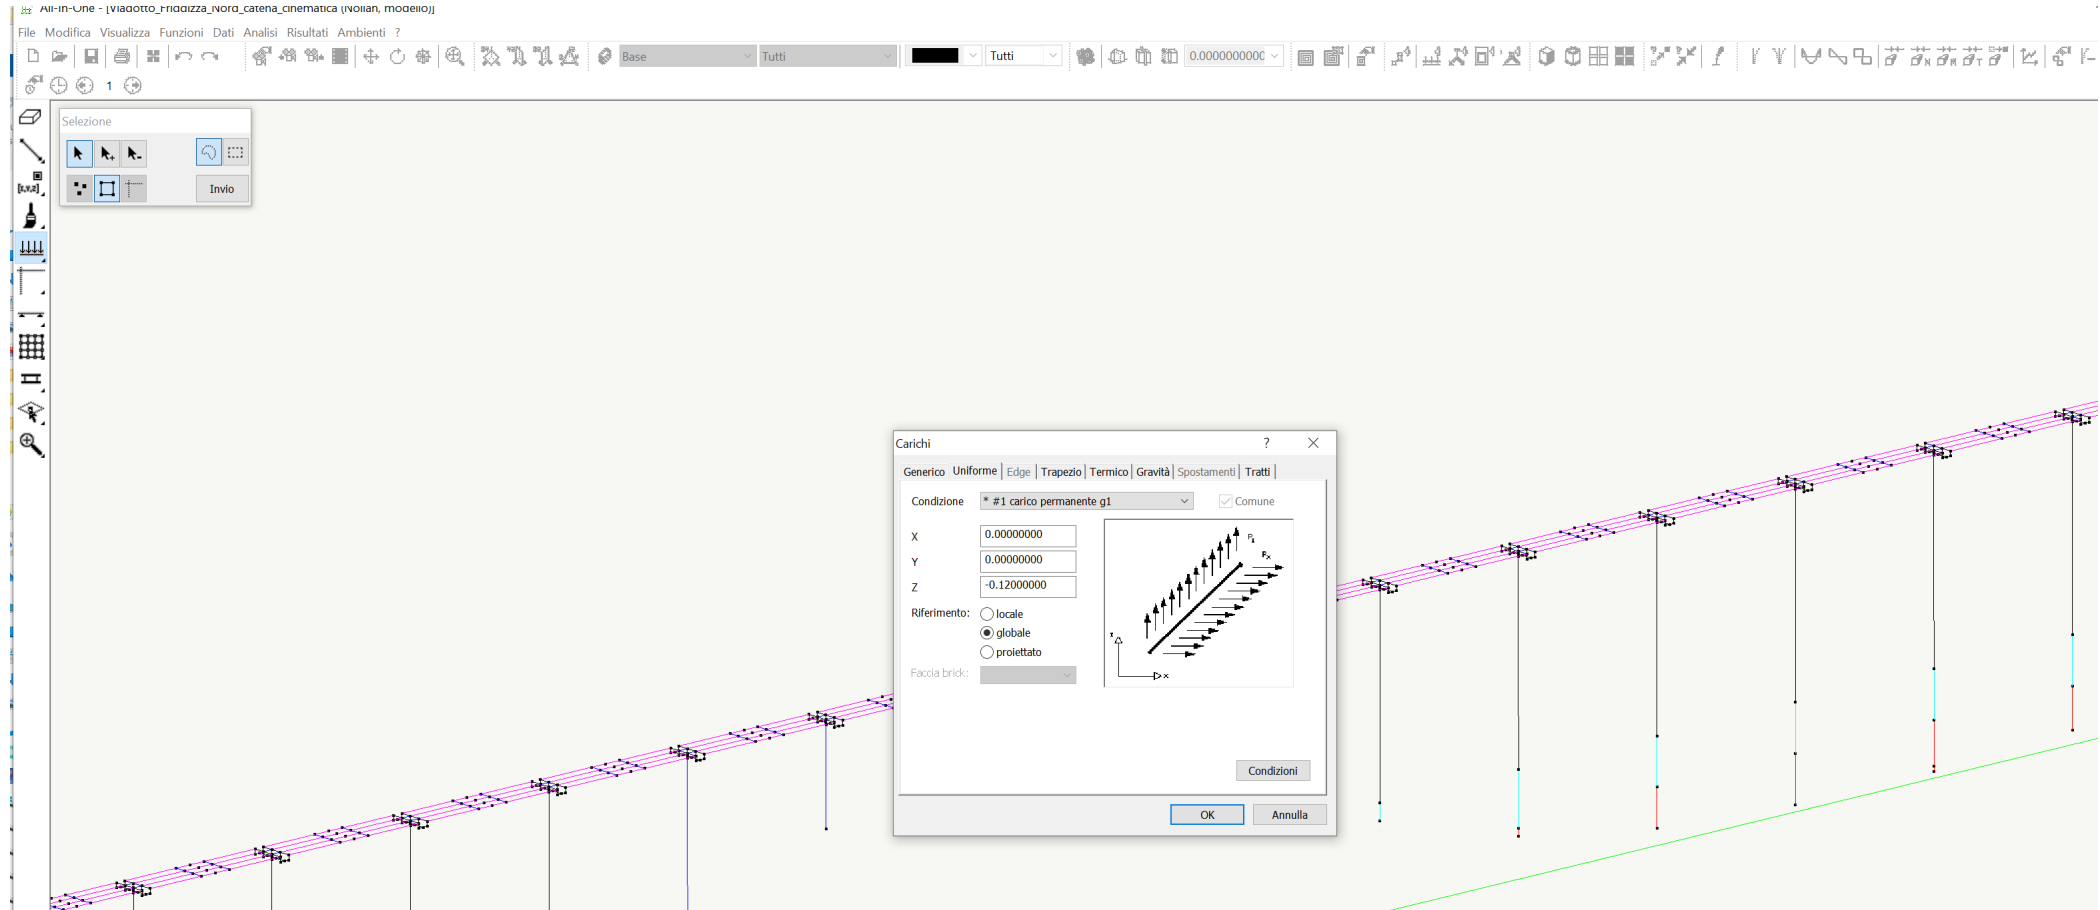 All-In-One - [Viadotto_Friddizza_Nord_catena_cinematica (Nolian, modello)]
File Modifica Visualizza Funzioni Dati Analisi Risultati Ambienti ?
Base Tutti Tutti 0.0000000000
1
Selezione
Invio
Carichi ?
Generico Uniforme Edge Trapezio Termico Gravità Spostamenti Tratti
Condizione * #1 carico permanente g1 Comune
X 0.00000000
Y 0.00000000
Z -0.12000000
Riferimento: locale
globale
proiettato
Faccia brick:
Condizioni
OK Annulla